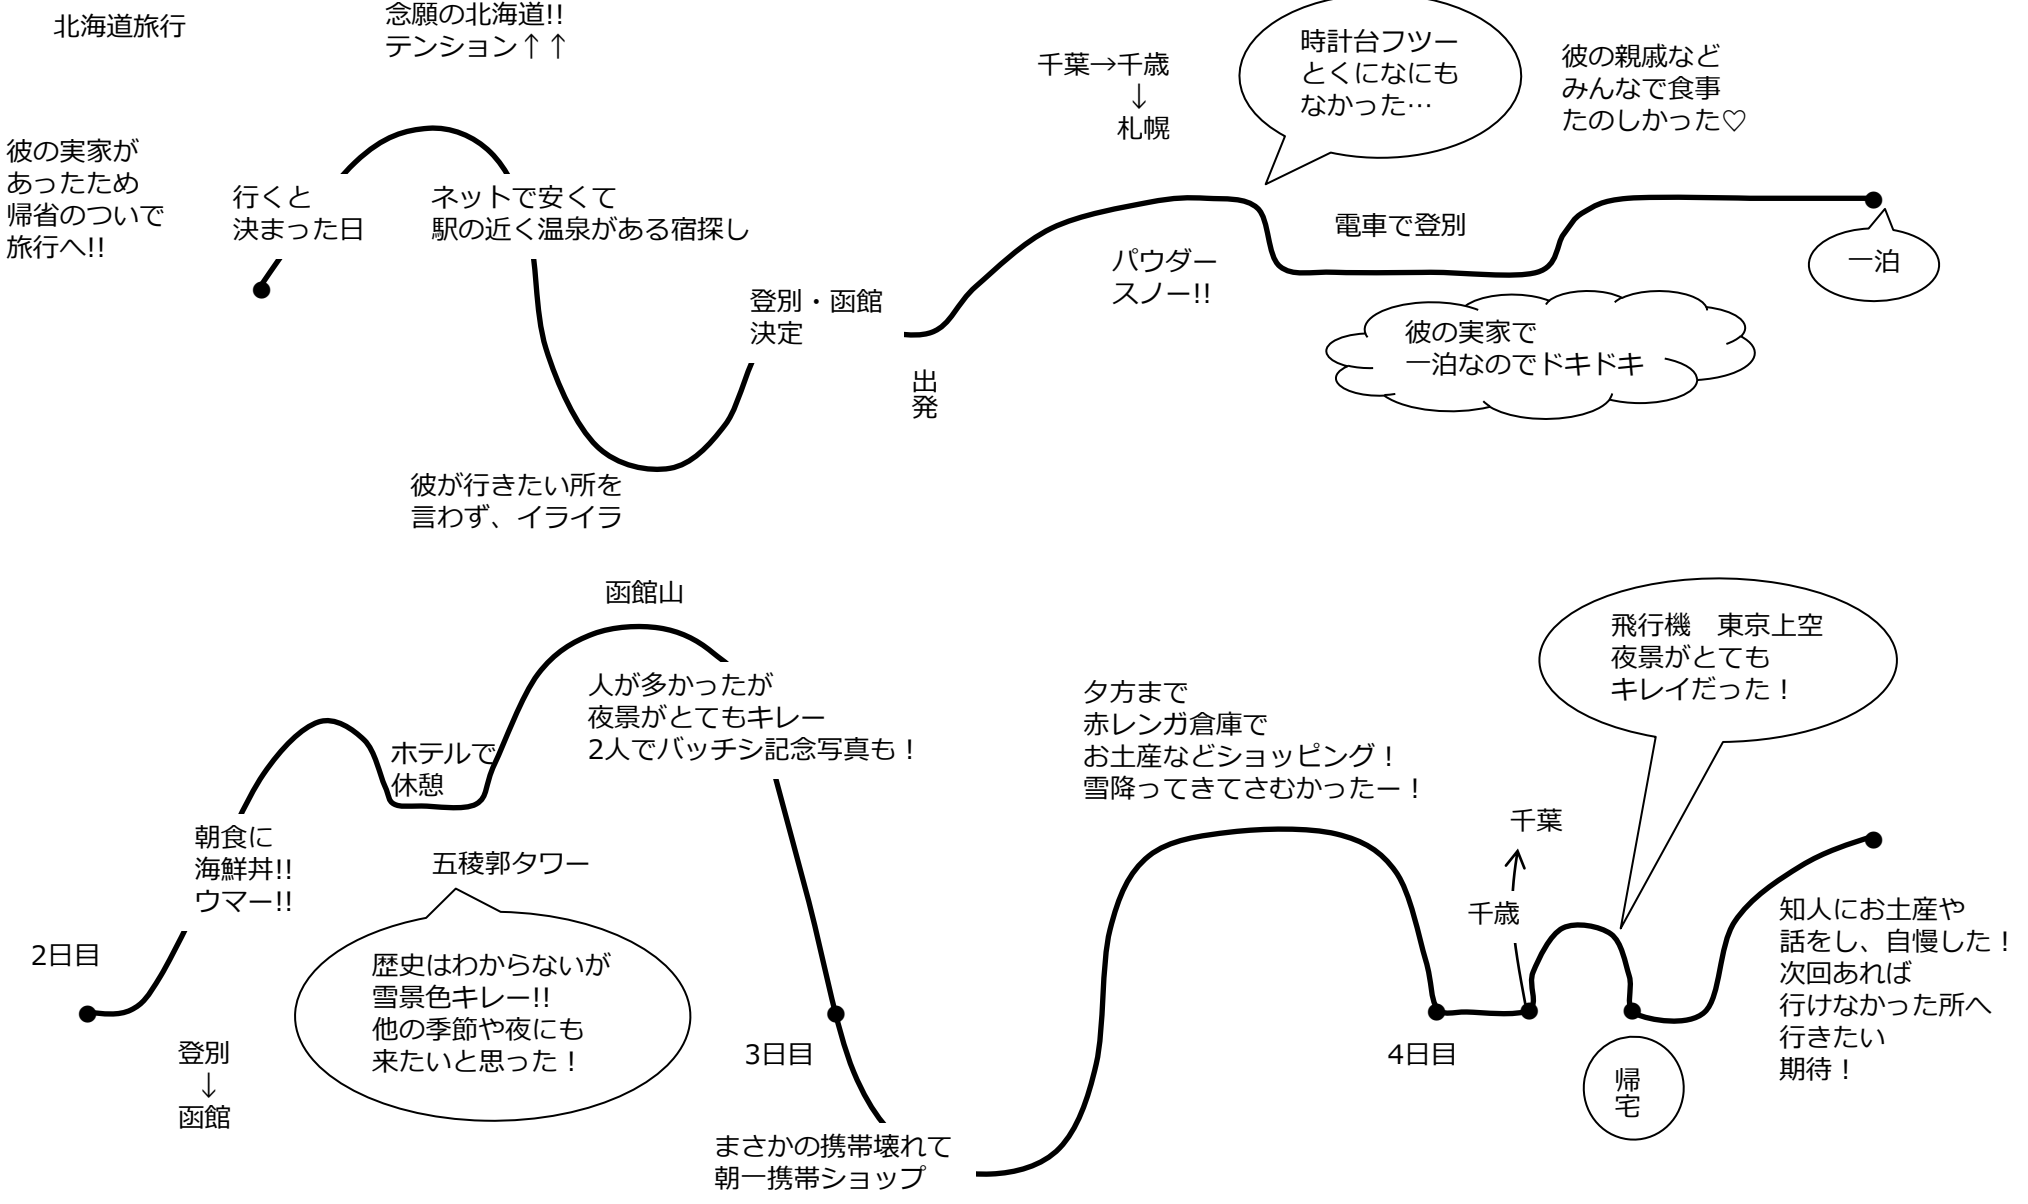 北海道旅行
念願の北海道!!
テンション↑↑
彼の実家が
あったため
帰省のついで
旅行へ!!
行くと
決まった日
ネットで安くて
駅の近く温泉がある宿探し
彼が行きたい所を
言わず、イライラ
登別・函館
決定
出発
千葉→千歳
↓
札幌
パウダー
スノー!!
時計台フツー
とくになにも
なかった…
電車で登別
彼の実家で
一泊なのでドキドキ
彼の親戚など
みんなで食事
たのしかった♡
一泊
2日目
登別
↓
函館
朝食に
海鮮丼!!
ウマー!!
ホテルで
休憩
五稜郭タワー
歴史はわからないが
雪景色キレー!!
他の季節や夜にも
来たいと思った！
函館山
人が多かったが
夜景がとてもキレー
2人でバッチシ記念写真も！
3日目
まさかの携帯壊れて
朝一携帯ショップ
夕方まで
赤レンガ倉庫で
お土産などショッピング！
雪降ってきてさむかったー！
4日目
千葉
千歳
飛行機　東京上空
夜景がとても
キレイだった！
帰宅
知人にお土産や
話をし、自慢した！
次回あれば
行けなかった所へ
行きたい
期待！